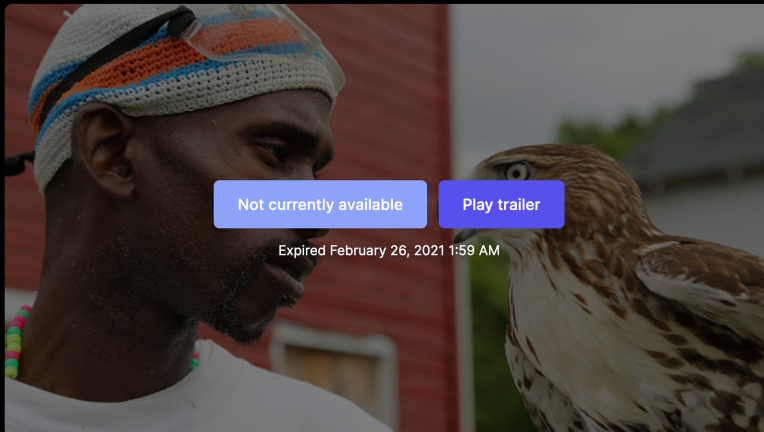 Not currently available
Play trailer
Expired February 26, 2021 1:59 AM